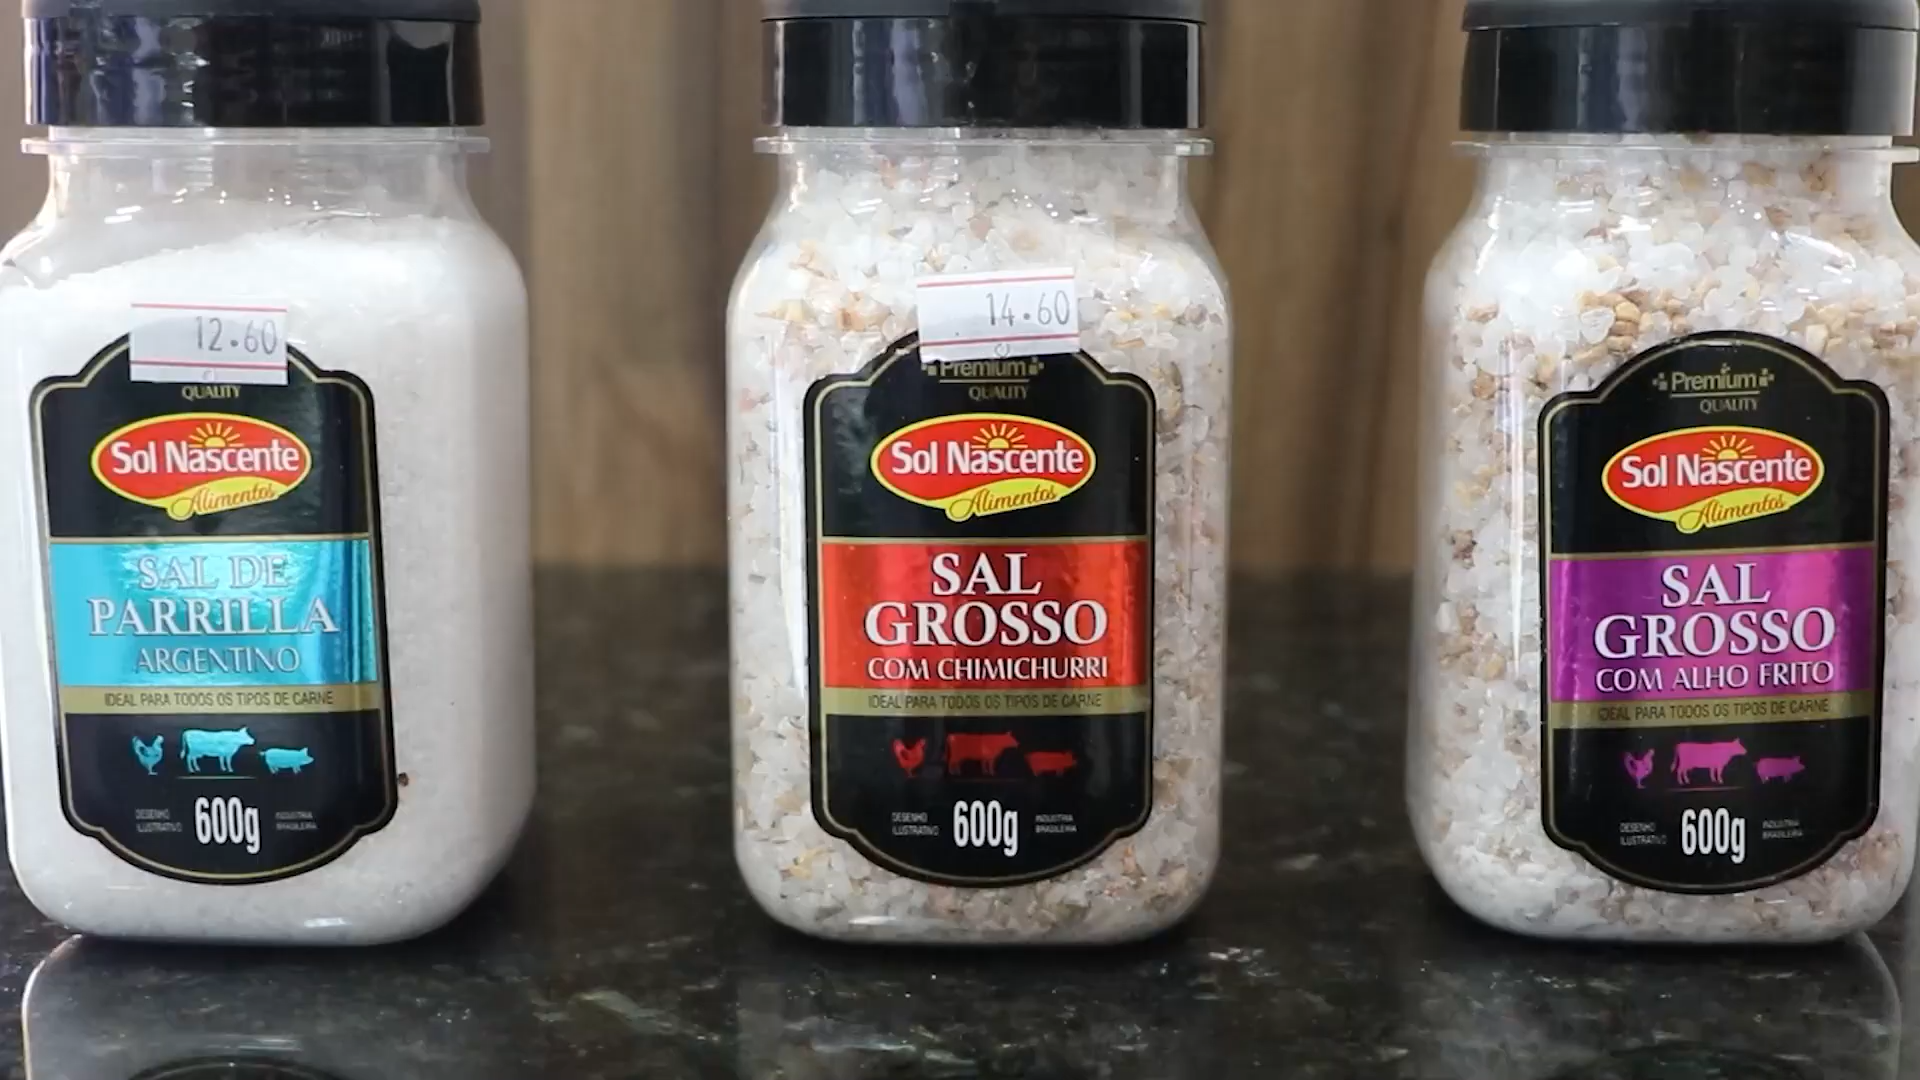 12.60
QUALITY
Sol Nascente
Alimentos
SAL DE
PARRILLA
ARGENTINO
IDEAL PARA TODOS OS TIPOS DE CARNE
DESENHO
ILUSTRATIVO
600g
INDÚSTRIA
BRASILEIRA
14.60
Premium
QUALITY
Sol Nascente
Alimentos
SAL
GROSSO
COM CHIMICHURRI
IDEAL PARA TODOS OS TIPOS DE CARNE
DESENHO
ILUSTRATIVO
600g
INDÚSTRIA
BRASILEIRA
Premium
QUALITY
Sol Nascente
Alimentos
SAL
GROSSO
COM ALHO FRITO
IDEAL PARA TODOS OS TIPOS DE CARNE
DESENHO
ILUSTRATIVO
600g
INDÚSTRIA
BRASILEIRA